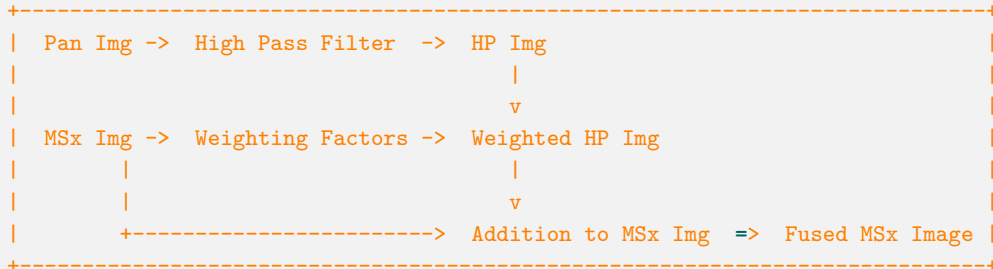 +-----------------------------------------------------------------------------+
|  Pan Img ->  High Pass Filter  ->  HP Img                                   |
|                                       |                                     |
|                                       v                                     |
|  MSx Img ->  Weighting Factors ->  Weighted HP Img                          |
|        |                              |                                     |
|        |                              v                                     |
|        +------------------------>  Addition to MSx Img  =>  Fused MSx Image |
+-----------------------------------------------------------------------------+